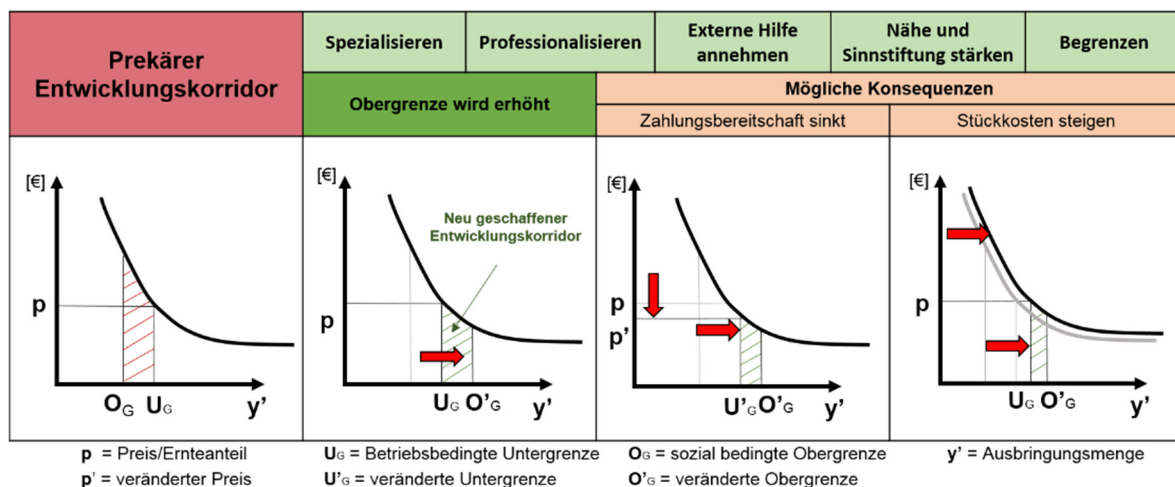 Prekärer
Entwicklungskorridor
Spezialisieren
Professionalisieren
Externe Hilfe
annehmen
Nähe und
Sinnstiftung stärken
Begrenzen
Obergrenze wird erhöht
Mögliche Konsequenzen
Zahlungsbereitschaft sinkt
Stückkosten steigen
[€]
p
OG UG y'
[€]
Neu geschaffener
Entwicklungskorridor
p
UG O'G y'
[€]
p
p'
U'G O'G y'
[€]
p
UG O'G y'
p = Preis/Ernteanteil
p' = veränderter Preis
UG = Betriebsbedingte Untergrenze
U'G = veränderte Untergrenze
OG = sozial bedingte Obergrenze
O'G = veränderte Obergrenze
y' = Ausbringungsmenge